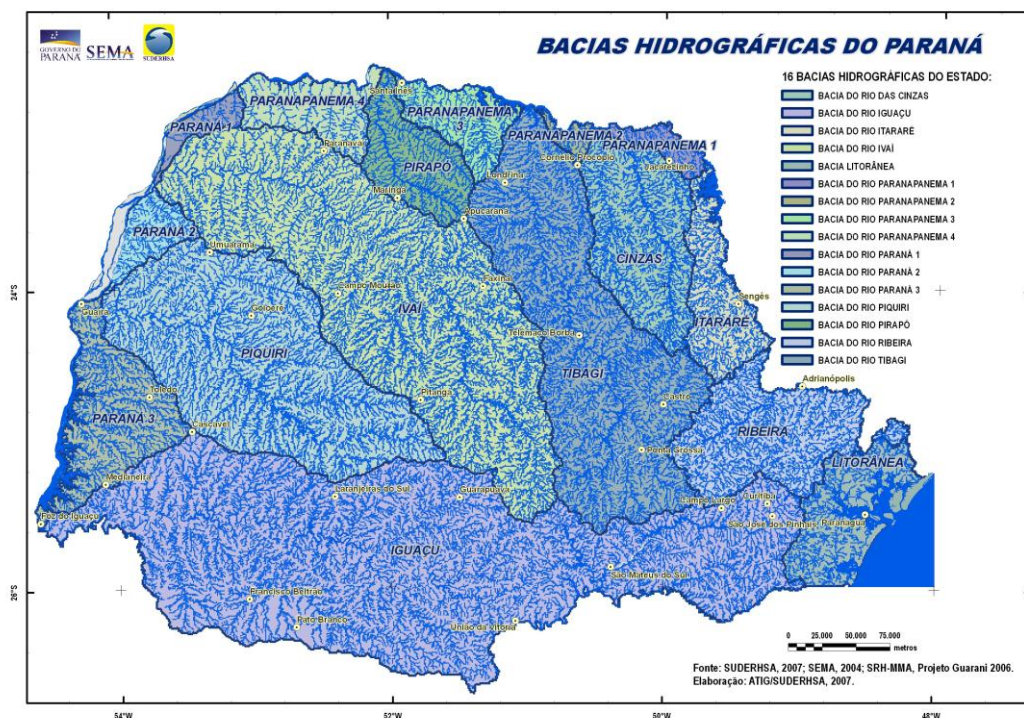 GOVERNO DO
PARANÁ
SEMA
SUDERHSA
BACIAS HIDROGRÁFICAS DO PARANÁ
16 BACIAS HIDROGRÁFICAS DO ESTADO:
BACIA DO RIO DAS CINZAS
BACIA DO RIO IGUAÇU
BACIA DO RIO ITARARÉ
BACIA DO RIO IVAÍ
BACIA LITORÂNEA
BACIA DO RIO PARANAPANEMA 1
BACIA DO RIO PARANAPANEMA 2
BACIA DO RIO PARANAPANEMA 3
BACIA DO RIO PARANAPANEMA 4
BACIA DO RIO PARANÁ 1
BACIA DO RIO PARANÁ 2
BACIA DO RIO PARANÁ 3
BACIA DO RIO PIQUIRI
BACIA DO RIO PIRAPÓ
BACIA DO RIO RIBEIRA
BACIA DO RIO TIBAGI
Santa Inês
PARANAPANEMA 4
PARANAPANEMA
3
PARANÁ 1
PARANAPANEMA 2
PARANAPANEMA 1
Paranavaí
Cornélio Procópio
Jacarezinho
PIRAPÓ
Londrina
Maringá
Apucarana
PARANÁ 2
Umuarama
CINZAS
Faxinal
Campo Mourão
Sengés
Guaíra
IVAÍ
Goioerê
ITARARÉ
Telêmaco Borba
PIQUIRI
TIBAGI
Adrianópolis
Toledo
Pitanga
Castro
PARANÁ 3
RIBEIRA
Cascavel
Ponta Grossa
LITORÂNEA
Medianeira
Laranjeiras do Sul
Guarapuava
Campo Largo
Curitiba
Foz do Iguaçu
São José dos Pinhais
Paranaguá
IGUAÇU
São Mateus do Sul
Francisco Beltrão
Pato Branco
União da Vitória
24°S
26°S
0 25.000 50.000 75.000
metros
Fonte: SUDERHSA, 2007; SEMA, 2004; SRH-MMA, Projeto Guarani 2006.
Elaboração: ATIG/SUDERHSA, 2007.
54°W
52°W
50°W
48°W